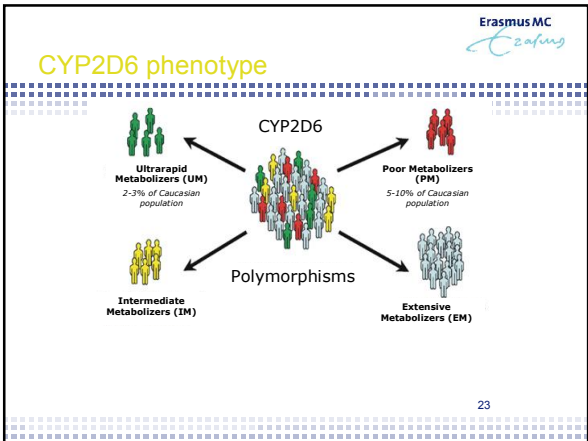 Erasmus MC
Erasmus
CYP2D6 phenotype
CYP2D6
Ultrarapid
Metabolizers (UM)
2-3% of Caucasian
population
Poor Metabolizers
(PM)
5-10% of Caucasian
population
Polymorphisms
Intermediate
Metabolizers (IM)
Extensive
Metabolizers (EM)
23